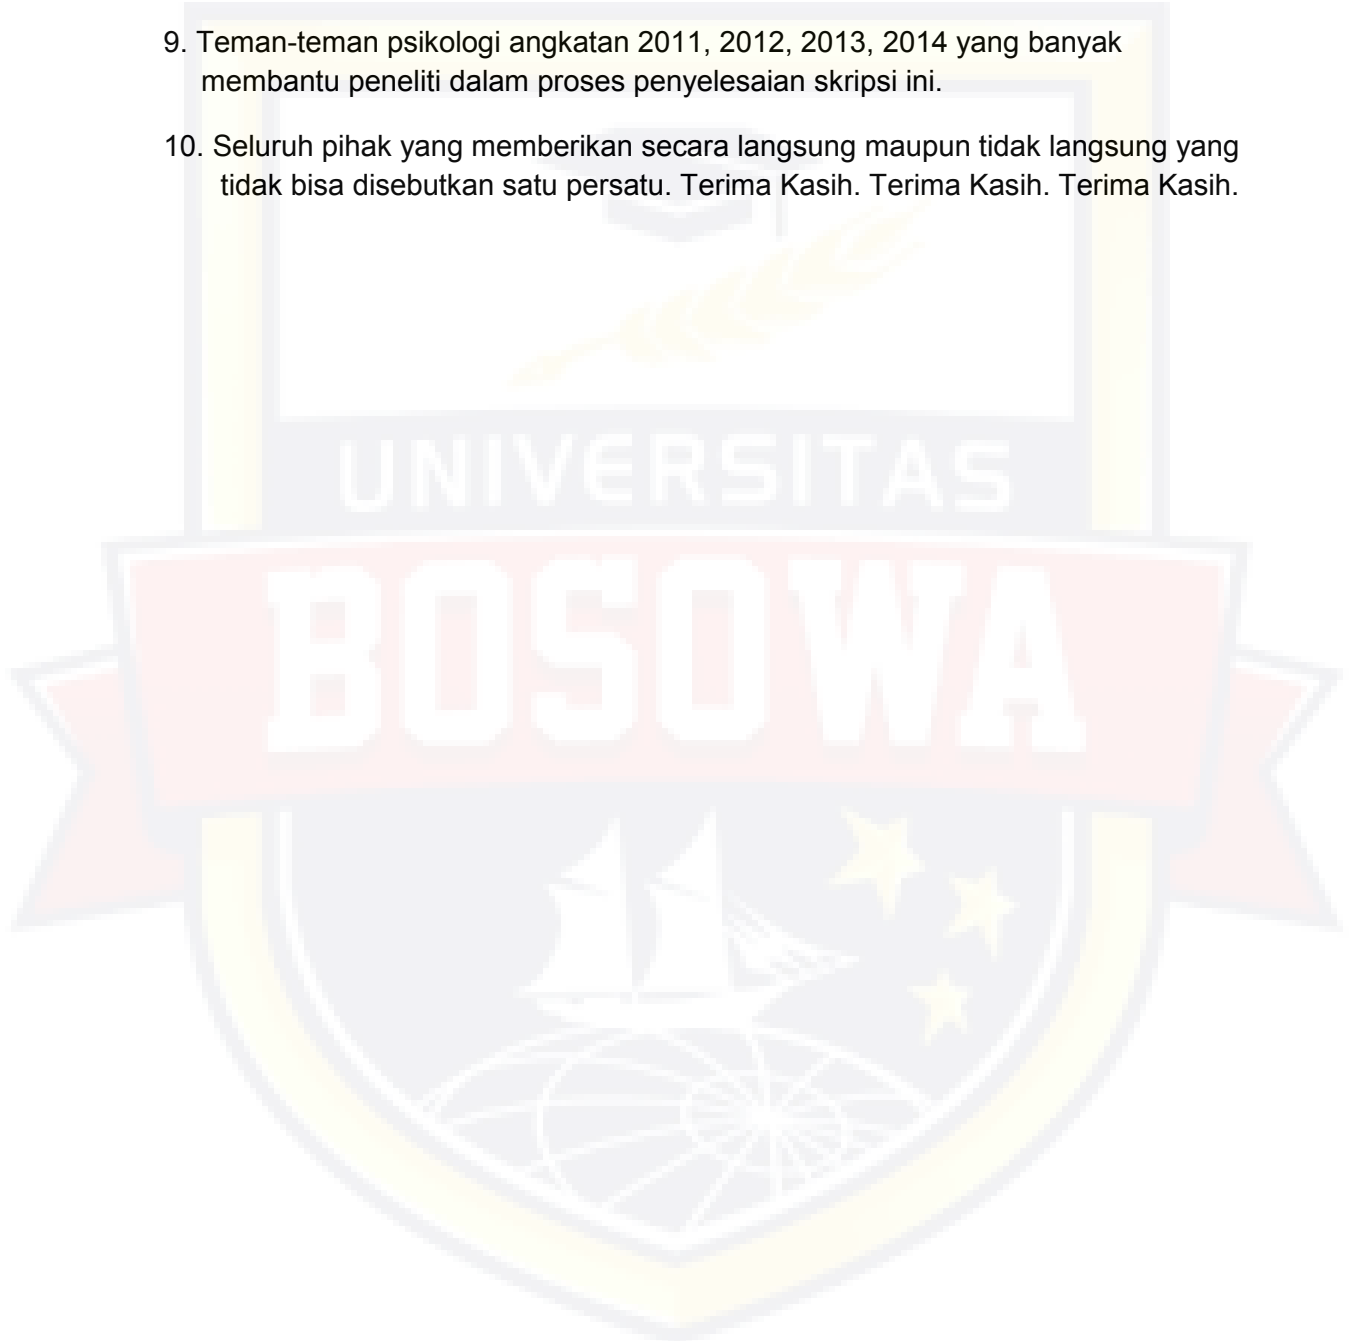 9. Teman-teman psikologi angkatan 2011, 2012, 2013, 2014 yang banyak
membantu peneliti dalam proses penyelesaian skripsi ini.
10. Seluruh pihak yang memberikan secara langsung maupun tidak langsung yang
tidak bisa disebutkan satu persatu. Terima Kasih. Terima Kasih. Terima Kasih.
UNIVERSITAS
BOSOWA